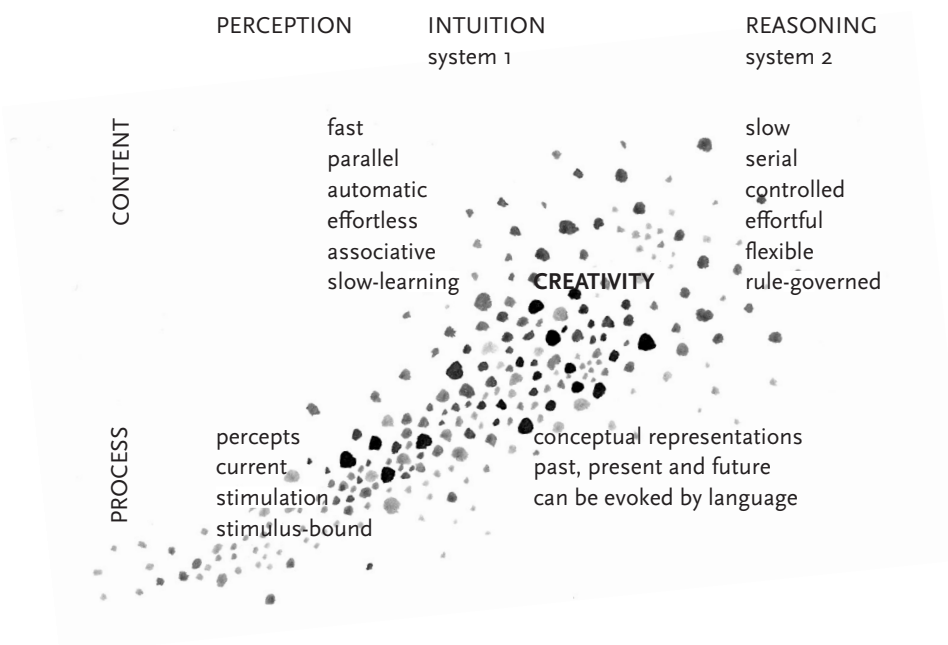 PERCEPTION
INTUITION
system 1
REASONING
system 2
CONTENT
fast
parallel
automatic
effortless
associative
slow-learning
CREATIVITY
slow
serial
controlled
effortful
flexible
rule-governed
PROCESS
percepts
current
stimulation
stimulus-bound
conceptual representations
past, present and future
can be evoked by language